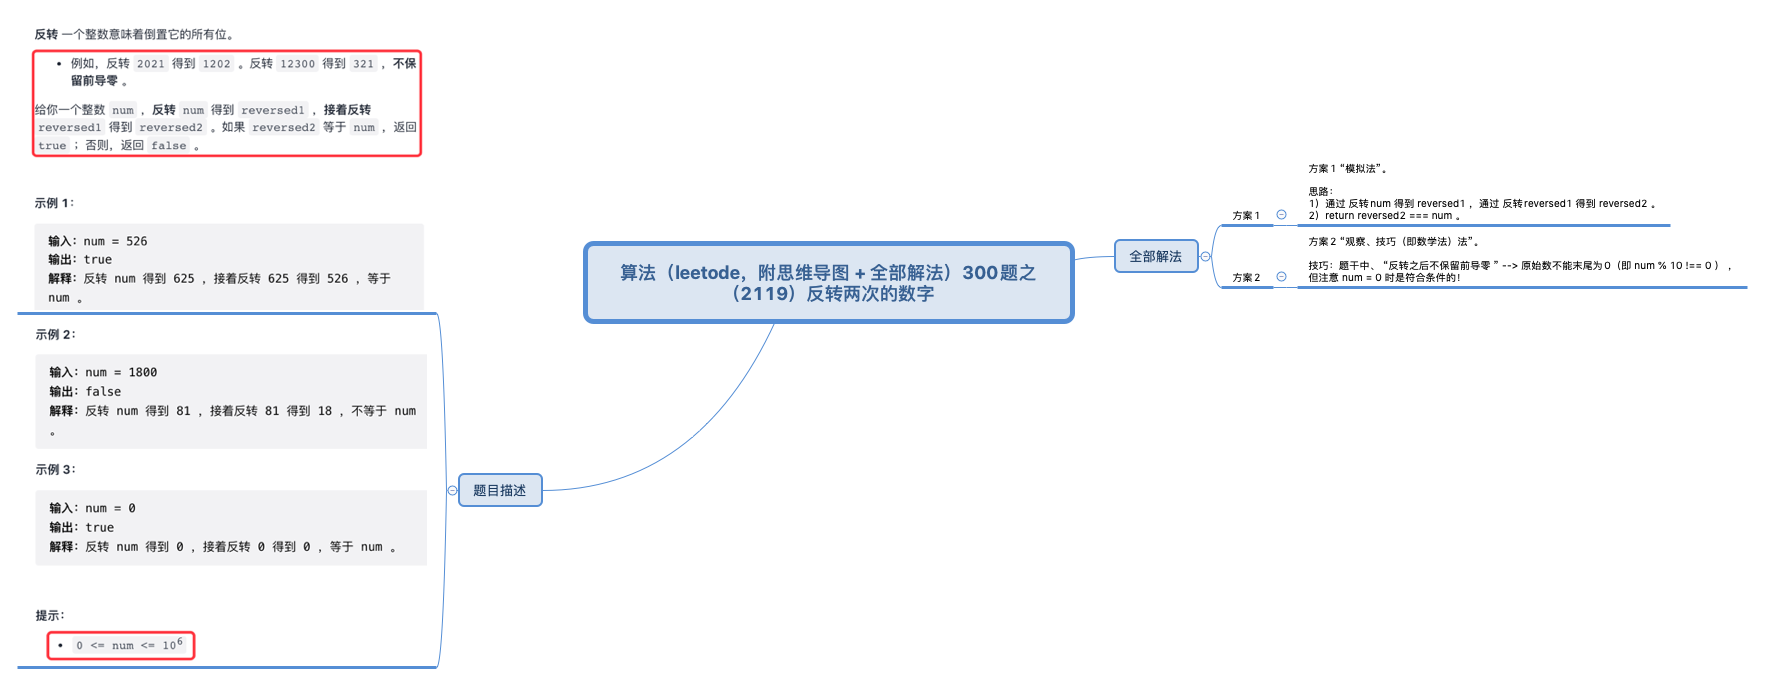 反转 一个整数意味着倒置它的所有位。
• 例如，反转 2021 得到 1202 。反转 12300 得到 321 ，不保
留前导零 。
给你一个整数 num ，反转 num 得到 reversed1 ，接着反转
reversed1 得到 reversed2 。如果 reversed2 等于 num ，返回
true ；否则，返回 false 。
示例 1：
输入：num = 526
输出：true
解释：反转 num 得到 625 ，接着反转 625 得到 526 ，等于
num 。
示例 2：
输入：num = 1800
输出：false
解释：反转 num 得到 81 ，接着反转 81 得到 18 ，不等于 num
。
示例 3：
输入：num = 0
输出：true
解释：反转 num 得到 0 ，接着反转 0 得到 0 ，等于 num 。
提示：
• 0 <= num <= 10^6
题目描述
算法（leetode，附思维导图 + 全部解法）300题之
（2119）反转两次的数字
全部解法
方案 1
方案 1 “模拟法”。
思路：
1）通过 反转num 得到 reversed1 ，通过 反转reversed1 得到 reversed2 。
2）return reversed2 === num 。
方案 2
方案 2 “观察、技巧（即数学法）法”。
技巧：题干中、“反转之后不保留前导零 ” --> 原始数不能末尾为 0（即 num % 10 !== 0 ），
但注意 num = 0 时是符合条件的！